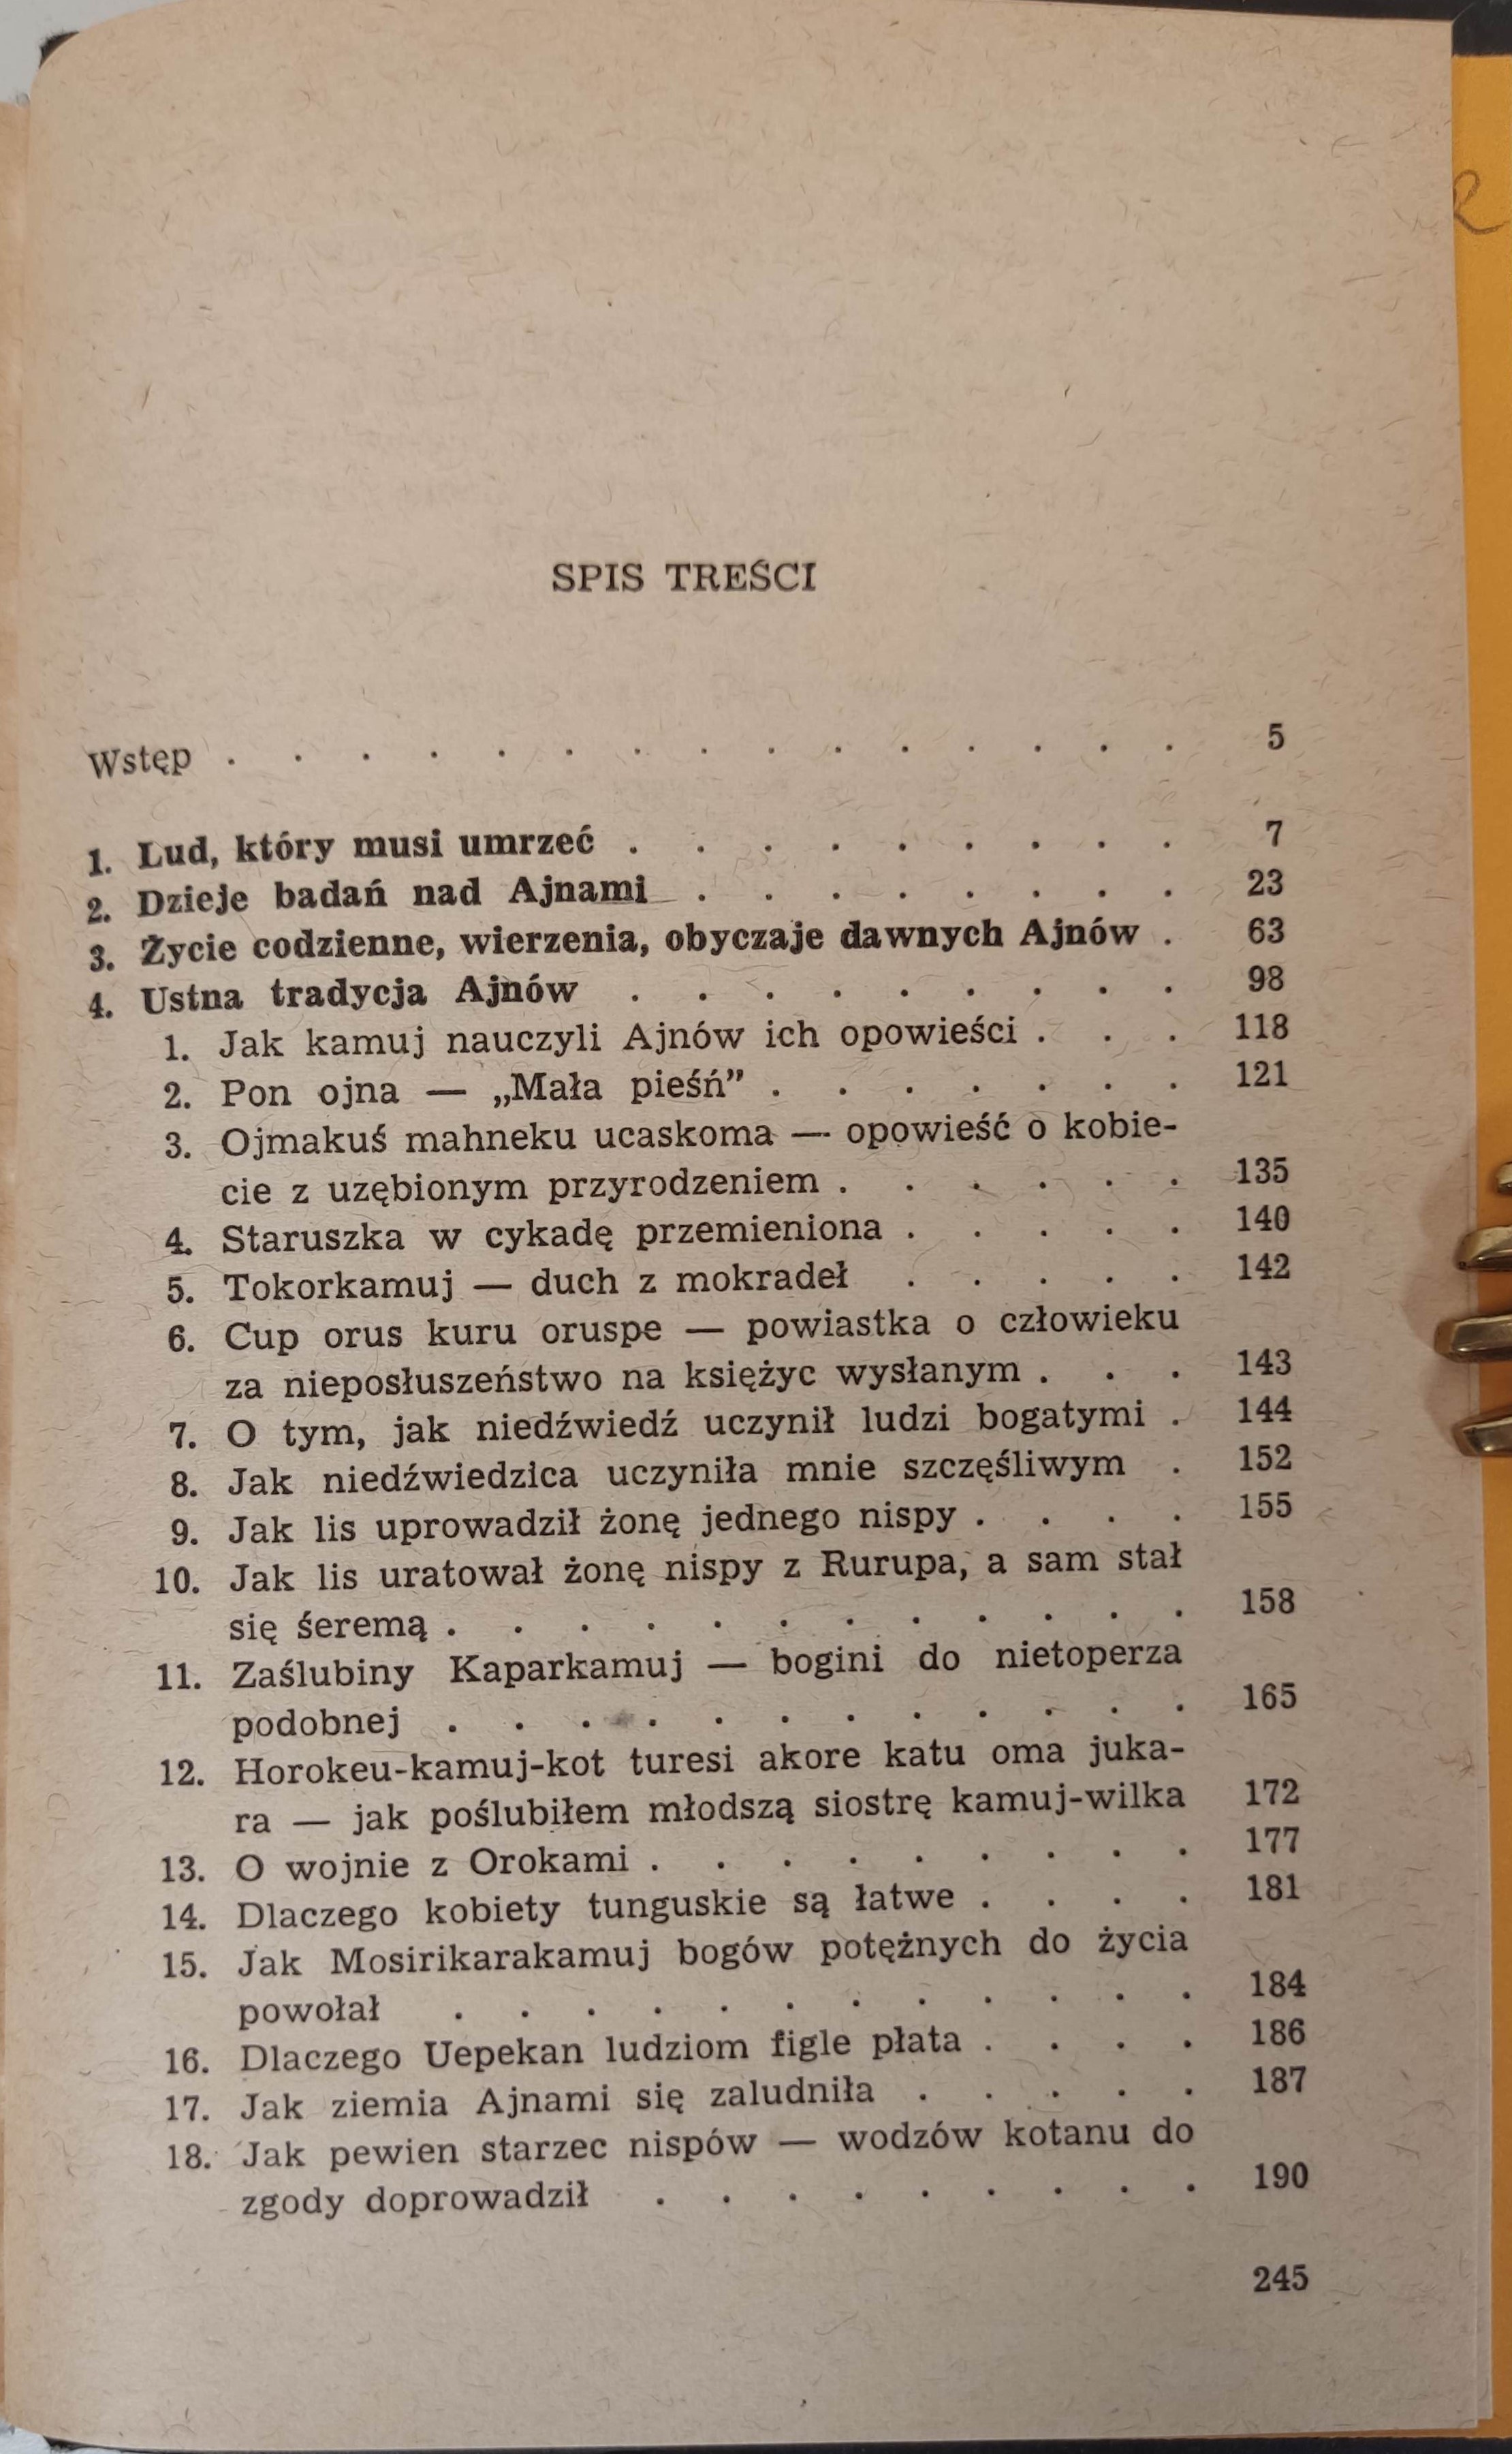 SPIS TREŚCI
Wstęp . . . . . . . . . . . . . . . 5
1. Lud, który musi umrzeć . . . . . . . . . 7
2. Dzieje badań nad Ajnami . . . . . . . . 23
3. Życie codzienne, wierzenia, obyczaje dawnych Ajnów . 63
4. Ustna tradycja Ajnów . . . . . . . . . 98
1. Jak kamuj nauczyli Ajnów ich opowieści . . . 118
2. Pon ojna — „Mała pieśń” . . . . . . . 121
3. Ojmakuś mahneku ucaskoma — opowieść o kobie-
cie z uzębionym przyrodzeniem . . . . . . 135
4. Staruszka w cykadę przemieniona . . . . . 140
5. Tokorkamuj — duch z mokradeł . . . . . 142
6. Cup orus kuru oruspe — powiastka o człowieku
za nieposłuszeństwo na księżyc wysłanym . . . 143
7. O tym, jak niedźwiedź uczynił ludzi bogatymi . 144
8. Jak niedźwiedzica uczyniła mnie szczęśliwym . 152
9. Jak lis uprowadził żonę jednego nispy . . . . 155
10. Jak lis uratował żonę nispy z Rurupa, a sam stał
się śeremą . . . . . . . . . . . . 158
11. Zaślubiny Kaparkamuj — bogini do nietoperza
podobnej . . . . . . . . . . . . 165
12. Horokeu-kamuj-kot turesi akore katu oma juka-
ra — jak poślubiłem młodszą siostrę kamuj-wilka 172
13. O wojnie z Orokami . . . . . . . . . 177
14. Dlaczego kobiety tunguskie są łatwe . . . . 181
15. Jak Mosirikarakamuj bogów potężnych do życia
powołał . . . . . . . . . . . . 184
16. Dlaczego Uepekan ludziom figle płata . . . . 186
17. Jak ziemia Ajnami się zaludniła . . . . . 187
18. Jak pewien starzec nispów — wodzów kotanu do
zgody doprowadził . . . . . . . . . 190
245